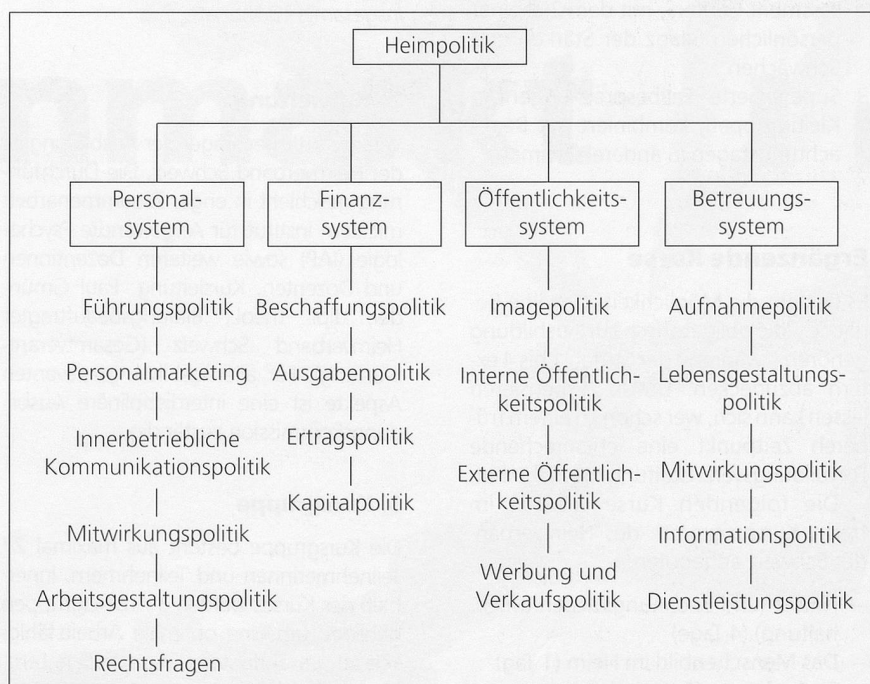 Heimpolitik
Personal-
system
Führungspolitik
Personalmarketing
Innerbetriebliche
Kommunikationspolitik
Mitwirkungspolitik
Arbeitsgestaltungspolitik
Rechtsfragen
Finanz-
system
Beschaffungspolitik
Ausgabenpolitik
Ertragspolitik
Kapitalpolitik
Öffentlichkeits-
system
Imagepolitik
Interne Öffentlich-
keitspolitik
Externe Öffentlich-
keitspolitik
Werbung und
Verkaufspolitik
Betreuungs-
system
Aufnahmepolitik
Lebensgestaltungs-
politik
Mitwirkungspolitik
Informationspolitik
Dienstleistungspolitik